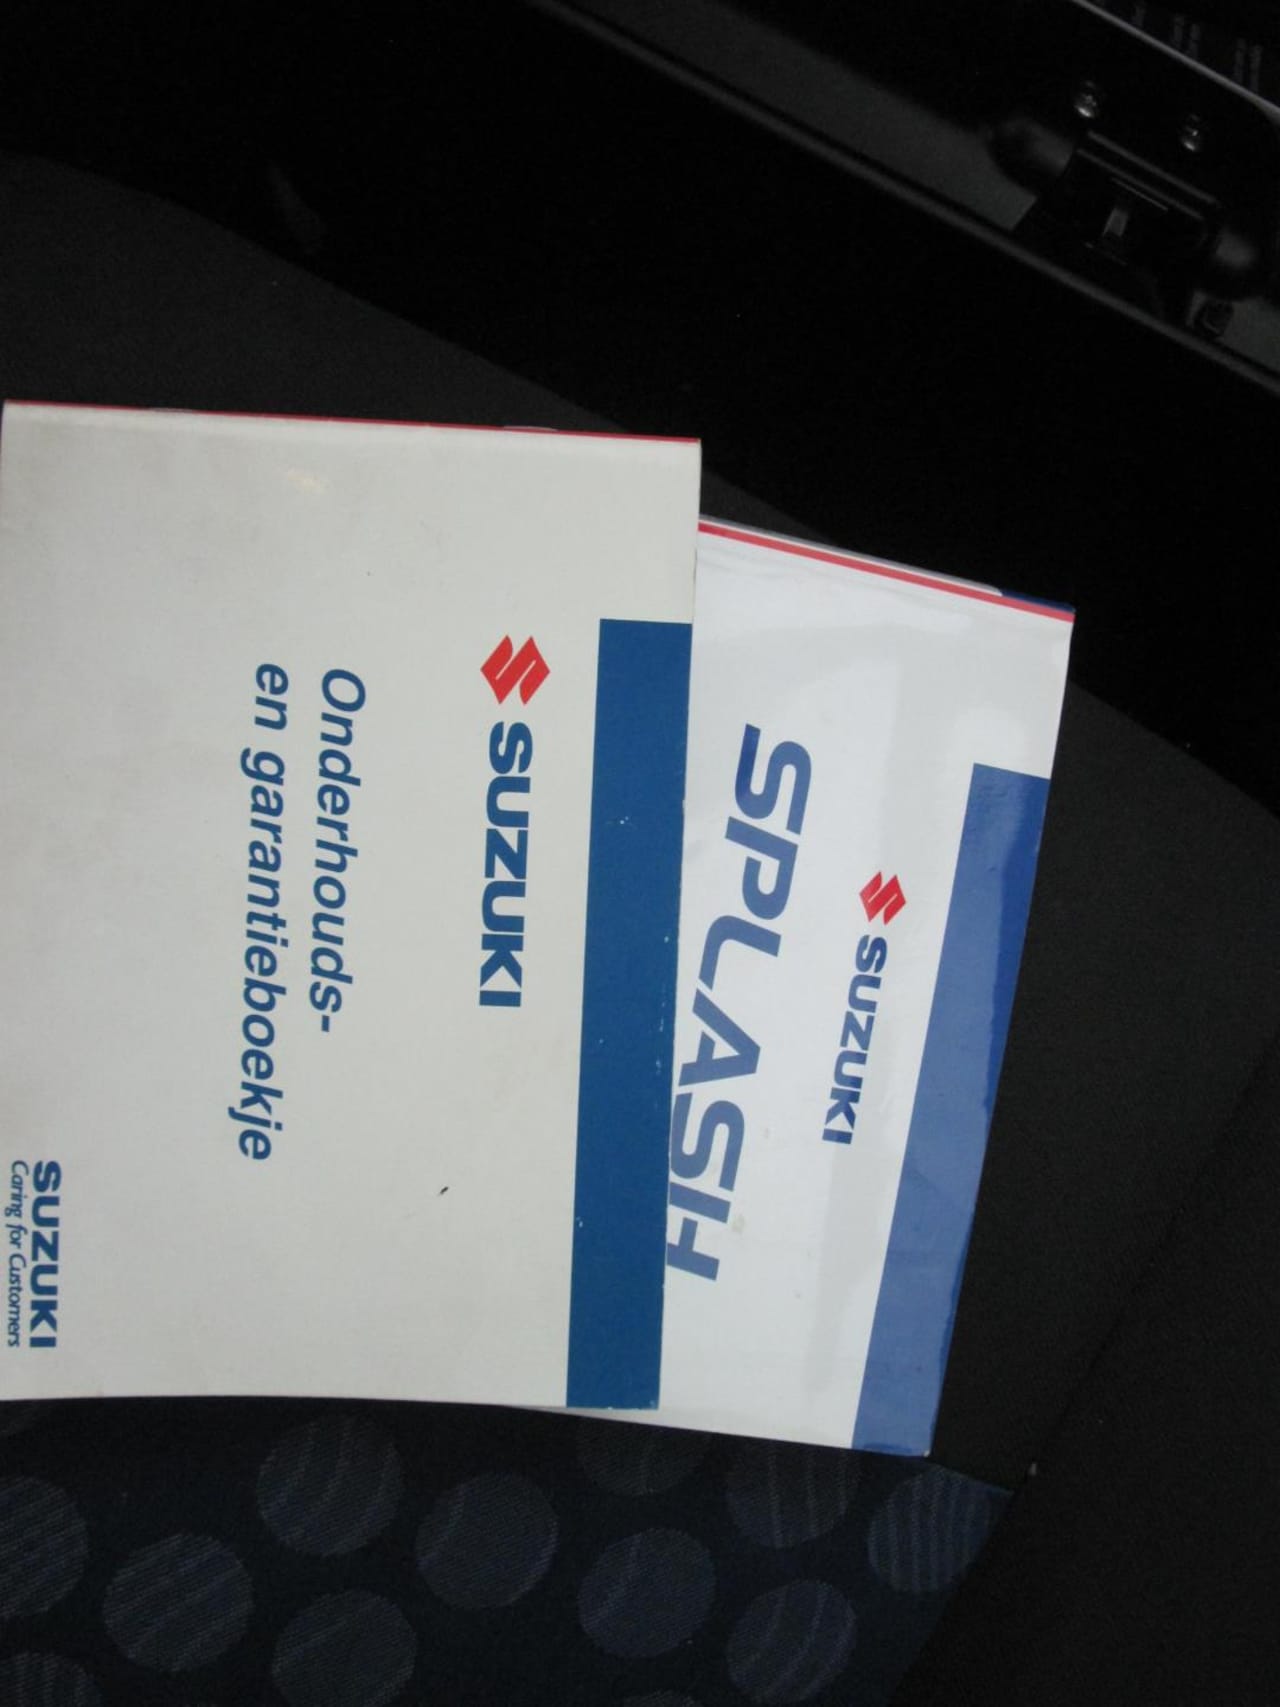 SUZUKI
Onderhouds-
en garantieboekje
SUZUKI
Caring for Customers
SUZUKI
SPLASH